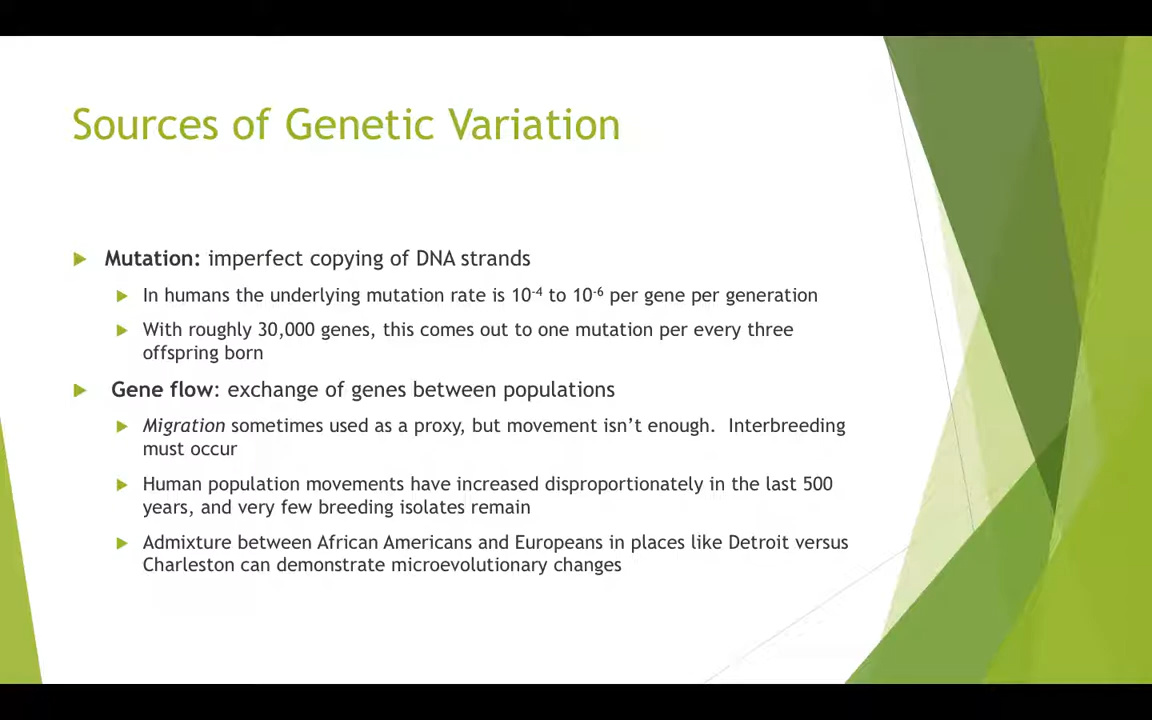 Sources of Genetic Variation
Mutation: imperfect copying of DNA strands
In humans the underlying mutation rate is 10⁻⁴ to 10⁻⁶ per gene per generation
With roughly 30,000 genes, this comes out to one mutation per every three
offspring born
Gene flow: exchange of genes between populations
Migration sometimes used as a proxy, but movement isn't enough.  Interbreeding
must occur
Human population movements have increased disproportionately in the last 500
years, and very few breeding isolates remain
Admixture between African Americans and Europeans in places like Detroit versus
Charleston can demonstrate microevolutionary changes